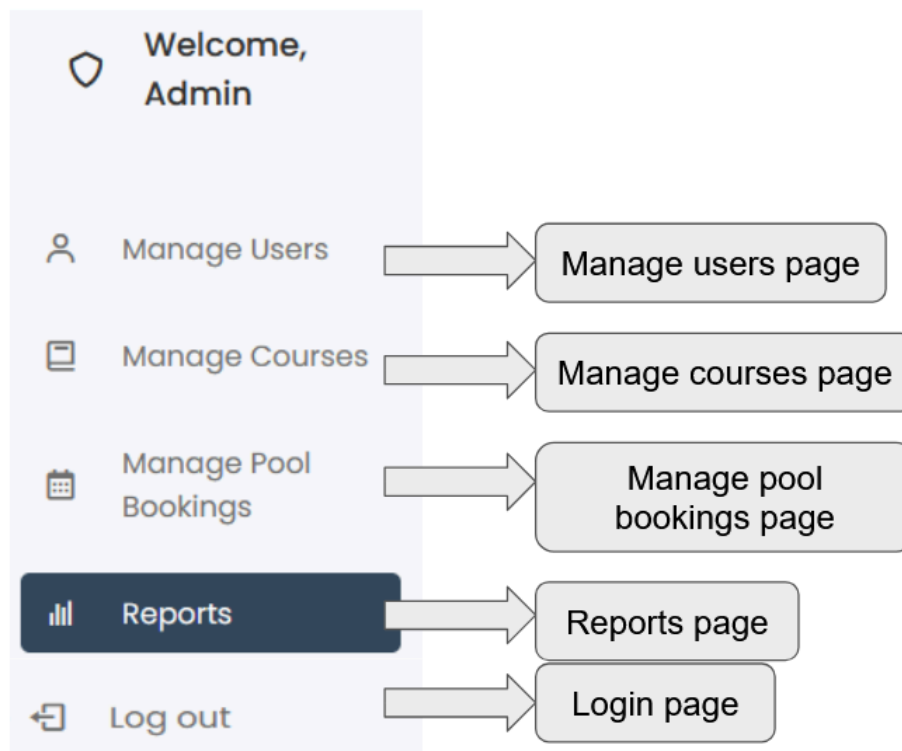 Welcome,
Admin
Manage Users
Manage users page
Manage Courses
Manage courses page
Manage Pool
Bookings
Manage pool
bookings page
Reports
Reports page
Log out
Login page